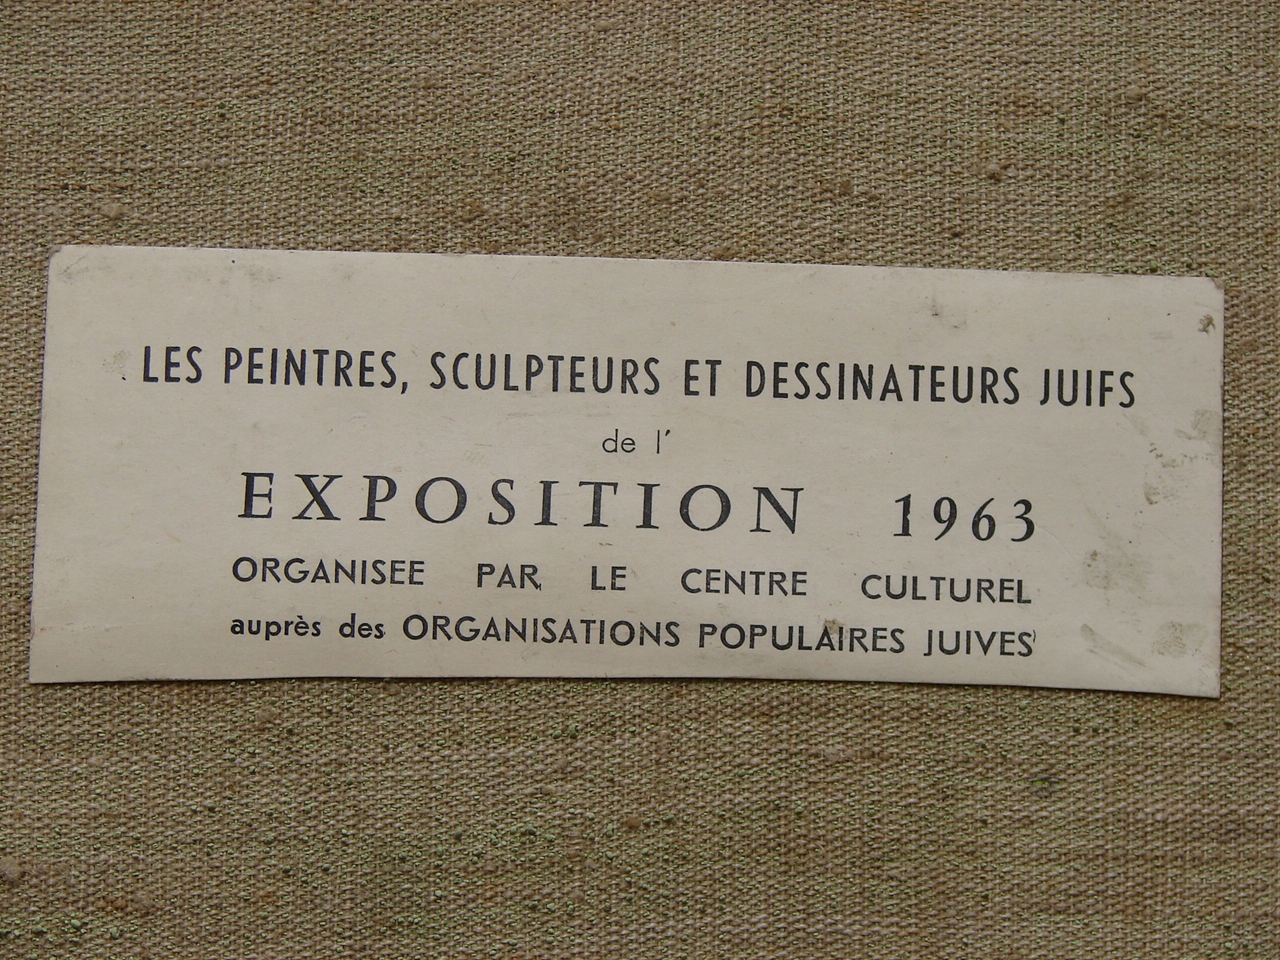 LES PEINTRES, SCULPTEURS ET DESSINATEURS JUIFS
de l'
EXPOSITION 1963
ORGANISEE PAR LE CENTRE CULTUREL
auprès des ORGANISATIONS POPULAIRES JUIVES